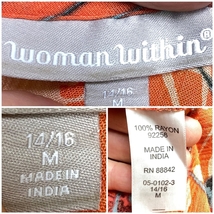 woman within®
14/16
M
14/16
M
MADE IN
INDIA
100% RAYON
92256
MADE IN
INDIA
RN 88842
05-0102-3
14/16
M